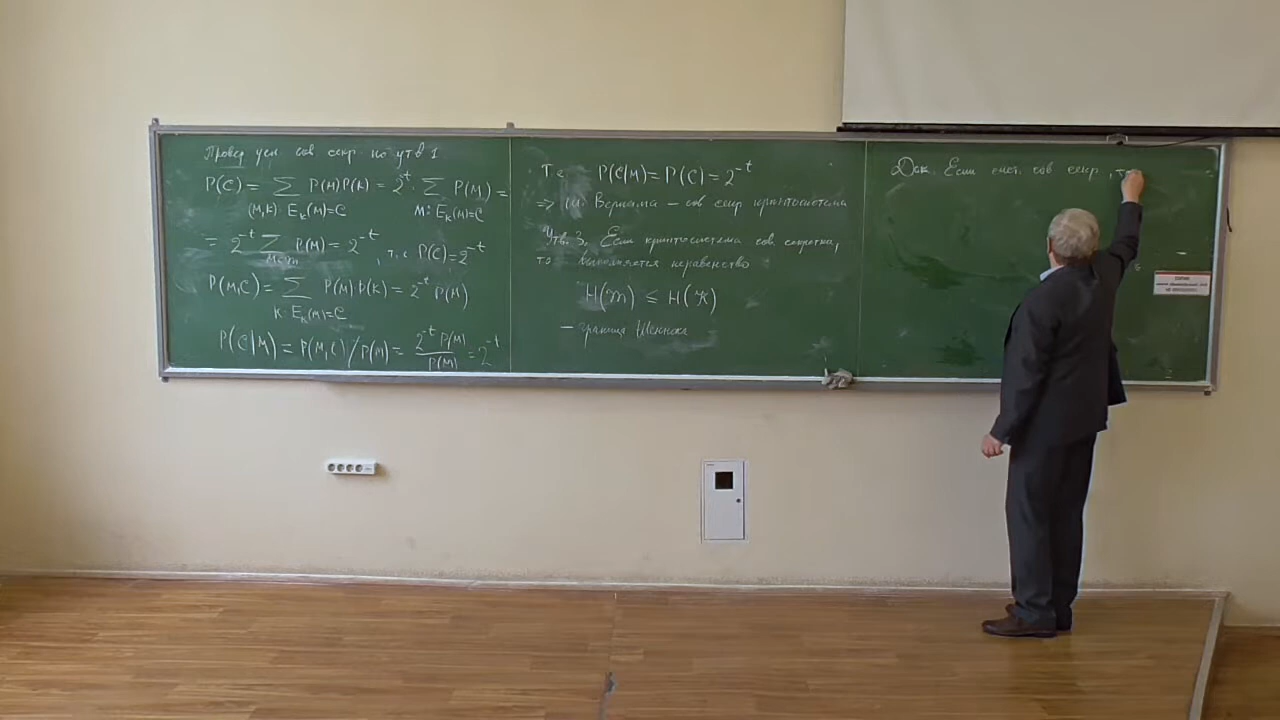 Провер усл. сов секр по утв 1
P(C) = ∑ P(M)P(K) = 2^-t · ∑ P(M) =
(M,K): E_K(M)=C M: E_K(M)=C
= 2^-t ∑ P(M) = 2^-t, т.е P(C)=2^-t
P(M,C) = ∑ P(M)·P(K) = 2^-t P(M)
K: E_K(M)=C
P(C|M) = P(M,C)/P(M) = 2^-t P(M) / P(M) = 2^-t
Т.е P(C|M) = P(C) = 2^-t
=> ш. Вернама – сов секр криптосистема
Утв. 3. Если криптосистема сов. секретна,
то выполняется неравенство
H(𝔐) ≤ H(𝒦)
– граница Шеннона
Док. Если сист. сов секр, то